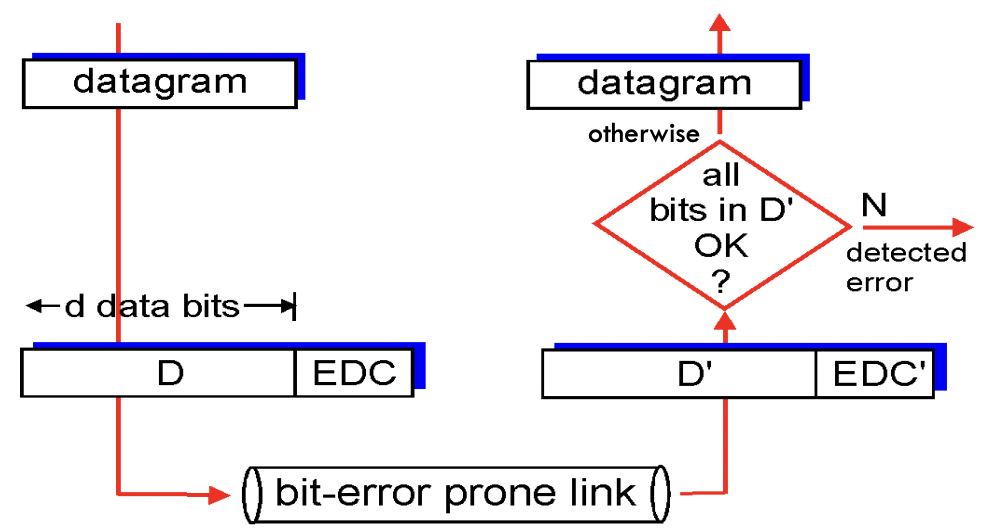 datagram
datagram
otherwise
all
bits in D'
OK
?
N
detected
error
d data bits
D
EDC
D'
EDC'
bit-error prone link